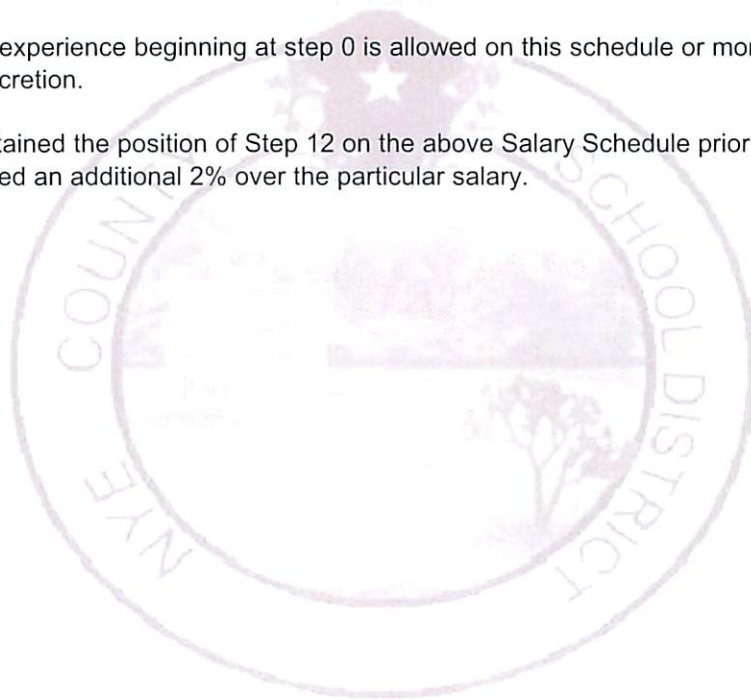 experience beginning at step 0 is allowed on this schedule or
cretion.
tained the position of Step 12 on the above Salary Schedule prior
ed an additional 2% over the particular salary.
NYE COUNTY SCHOOL DISTRICT